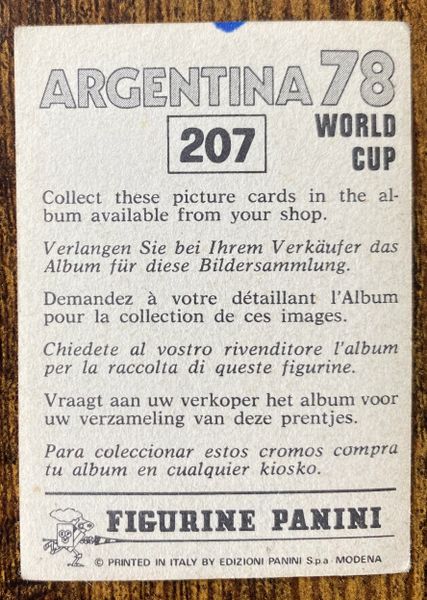 ARGENTINA 78
207 WORLD
CUP
Collect these picture cards in the al-
bum available from your shop.
Verlangen Sie bei Ihrem Verkäufer das
Album für diese Bildersammlung.
Demandez à votre détaillant l'Album
pour la collection de ces images.
Chiedete al vostro rivenditore l'album
per la raccolta di queste figurine.
Vraagt aan uw verkoper het album voor
uw verzameling van deze prentjes.
Para coleccionar estos cromos compra
tu album en cualquier kiosko.
FIGURINE PANINI
© PRINTED IN ITALY BY EDIZIONI PANINI S.p.a MODENA